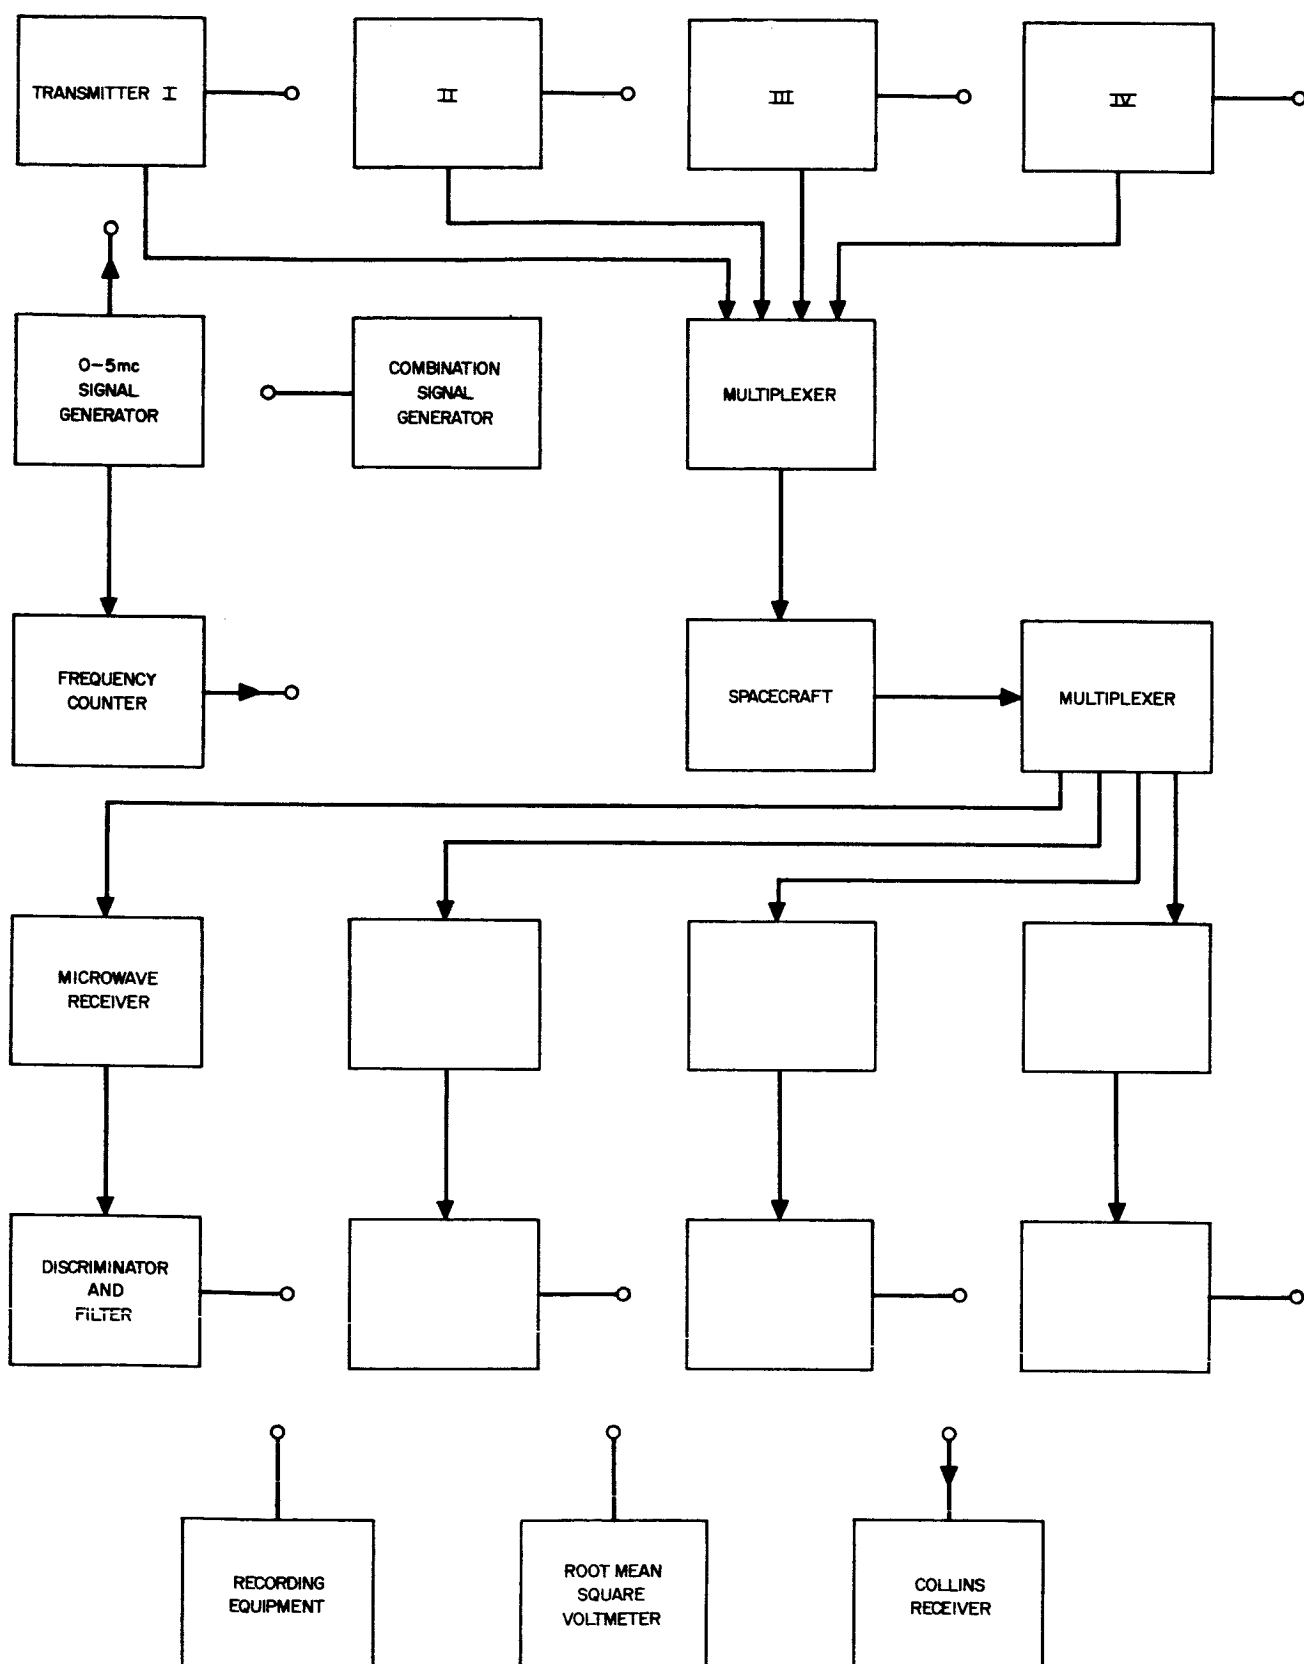 TRANSMITTER I
II
III
IV
0-5mc
SIGNAL
GENERATOR
COMBINATION
SIGNAL
GENERATOR
MULTIPLEXER
FREQUENCY
COUNTER
SPACECRAFT
MULTIPLEXER
MICROWAVE
RECEIVER
DISCRIMINATOR
AND
FILTER
RECORDING
EQUIPMENT
ROOT MEAN
SQUARE
VOLTMETER
COLLINS
RECEIVER